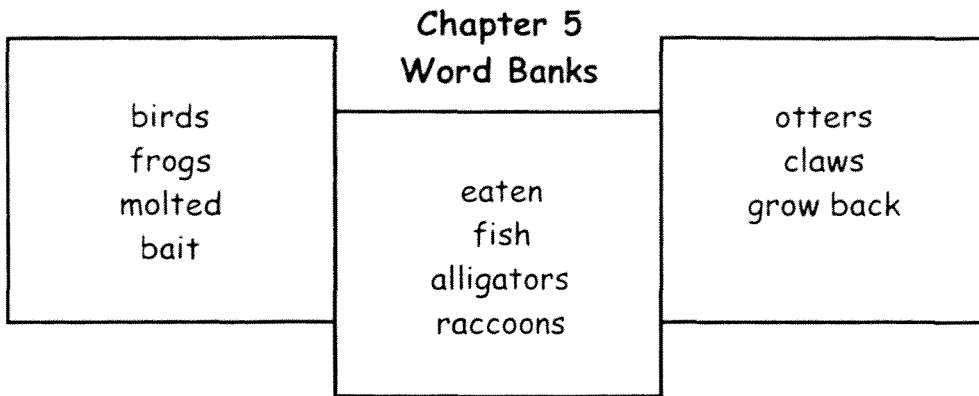 Chapter 5
Word Banks
birds
frogs
molted
bait
eaten
fish
alligators
raccoons
otters
claws
grow back